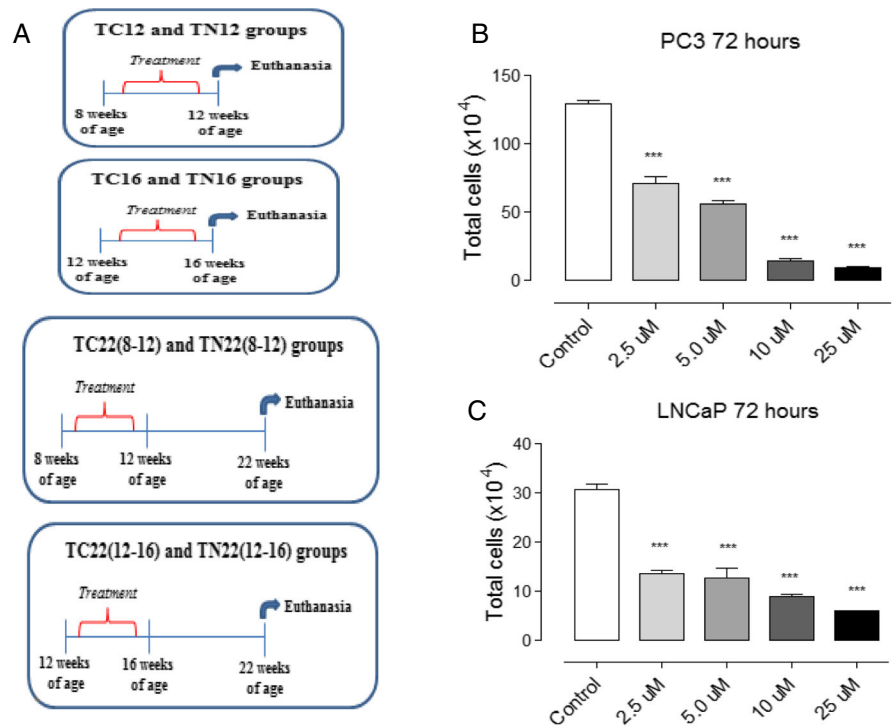 A
TC12 and TN12 groups
Treatment
Euthanasia
8 weeks
of age
12 weeks
of age
TC16 and TN16 groups
Treatment
Euthanasia
12 weeks
of age
16 weeks
of age
TC22(8-12) and TN22(8-12) groups
Treatment
Euthanasia
8 weeks
of age
12 weeks
of age
22 weeks
of age
TC22(12-16) and TN22(12-16) groups
Treatment
Euthanasia
12 weeks
of age
16 weeks
of age
22 weeks
of age
B
PC3 72 hours
Total cells (x10⁴)
150
100
50
0
***
***
***
***
Control
2.5 uM
5.0 uM
10 uM
25 uM
C
LNCaP 72 hours
Total cells (x10⁴)
40
30
20
10
0
***
***
***
***
Control
2.5 uM
5.0 uM
10 uM
25 uM